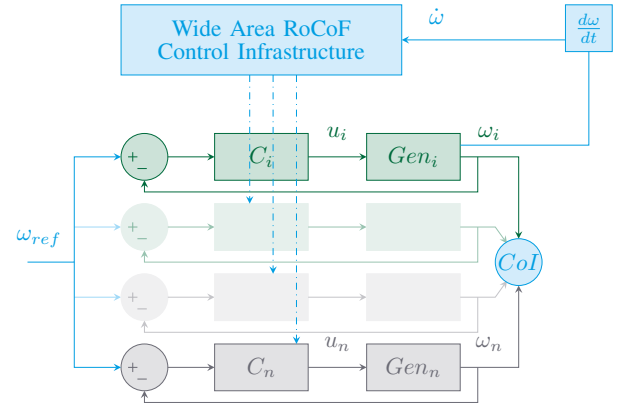 Wide Area RoCoF
Control Infrastructure
ω̇
dω
dt
u_i
ω_i
+
−
C_i
Gen_i
+
−
ω_ref
CoI
+
−
u_n
ω_n
+
−
C_n
Gen_n